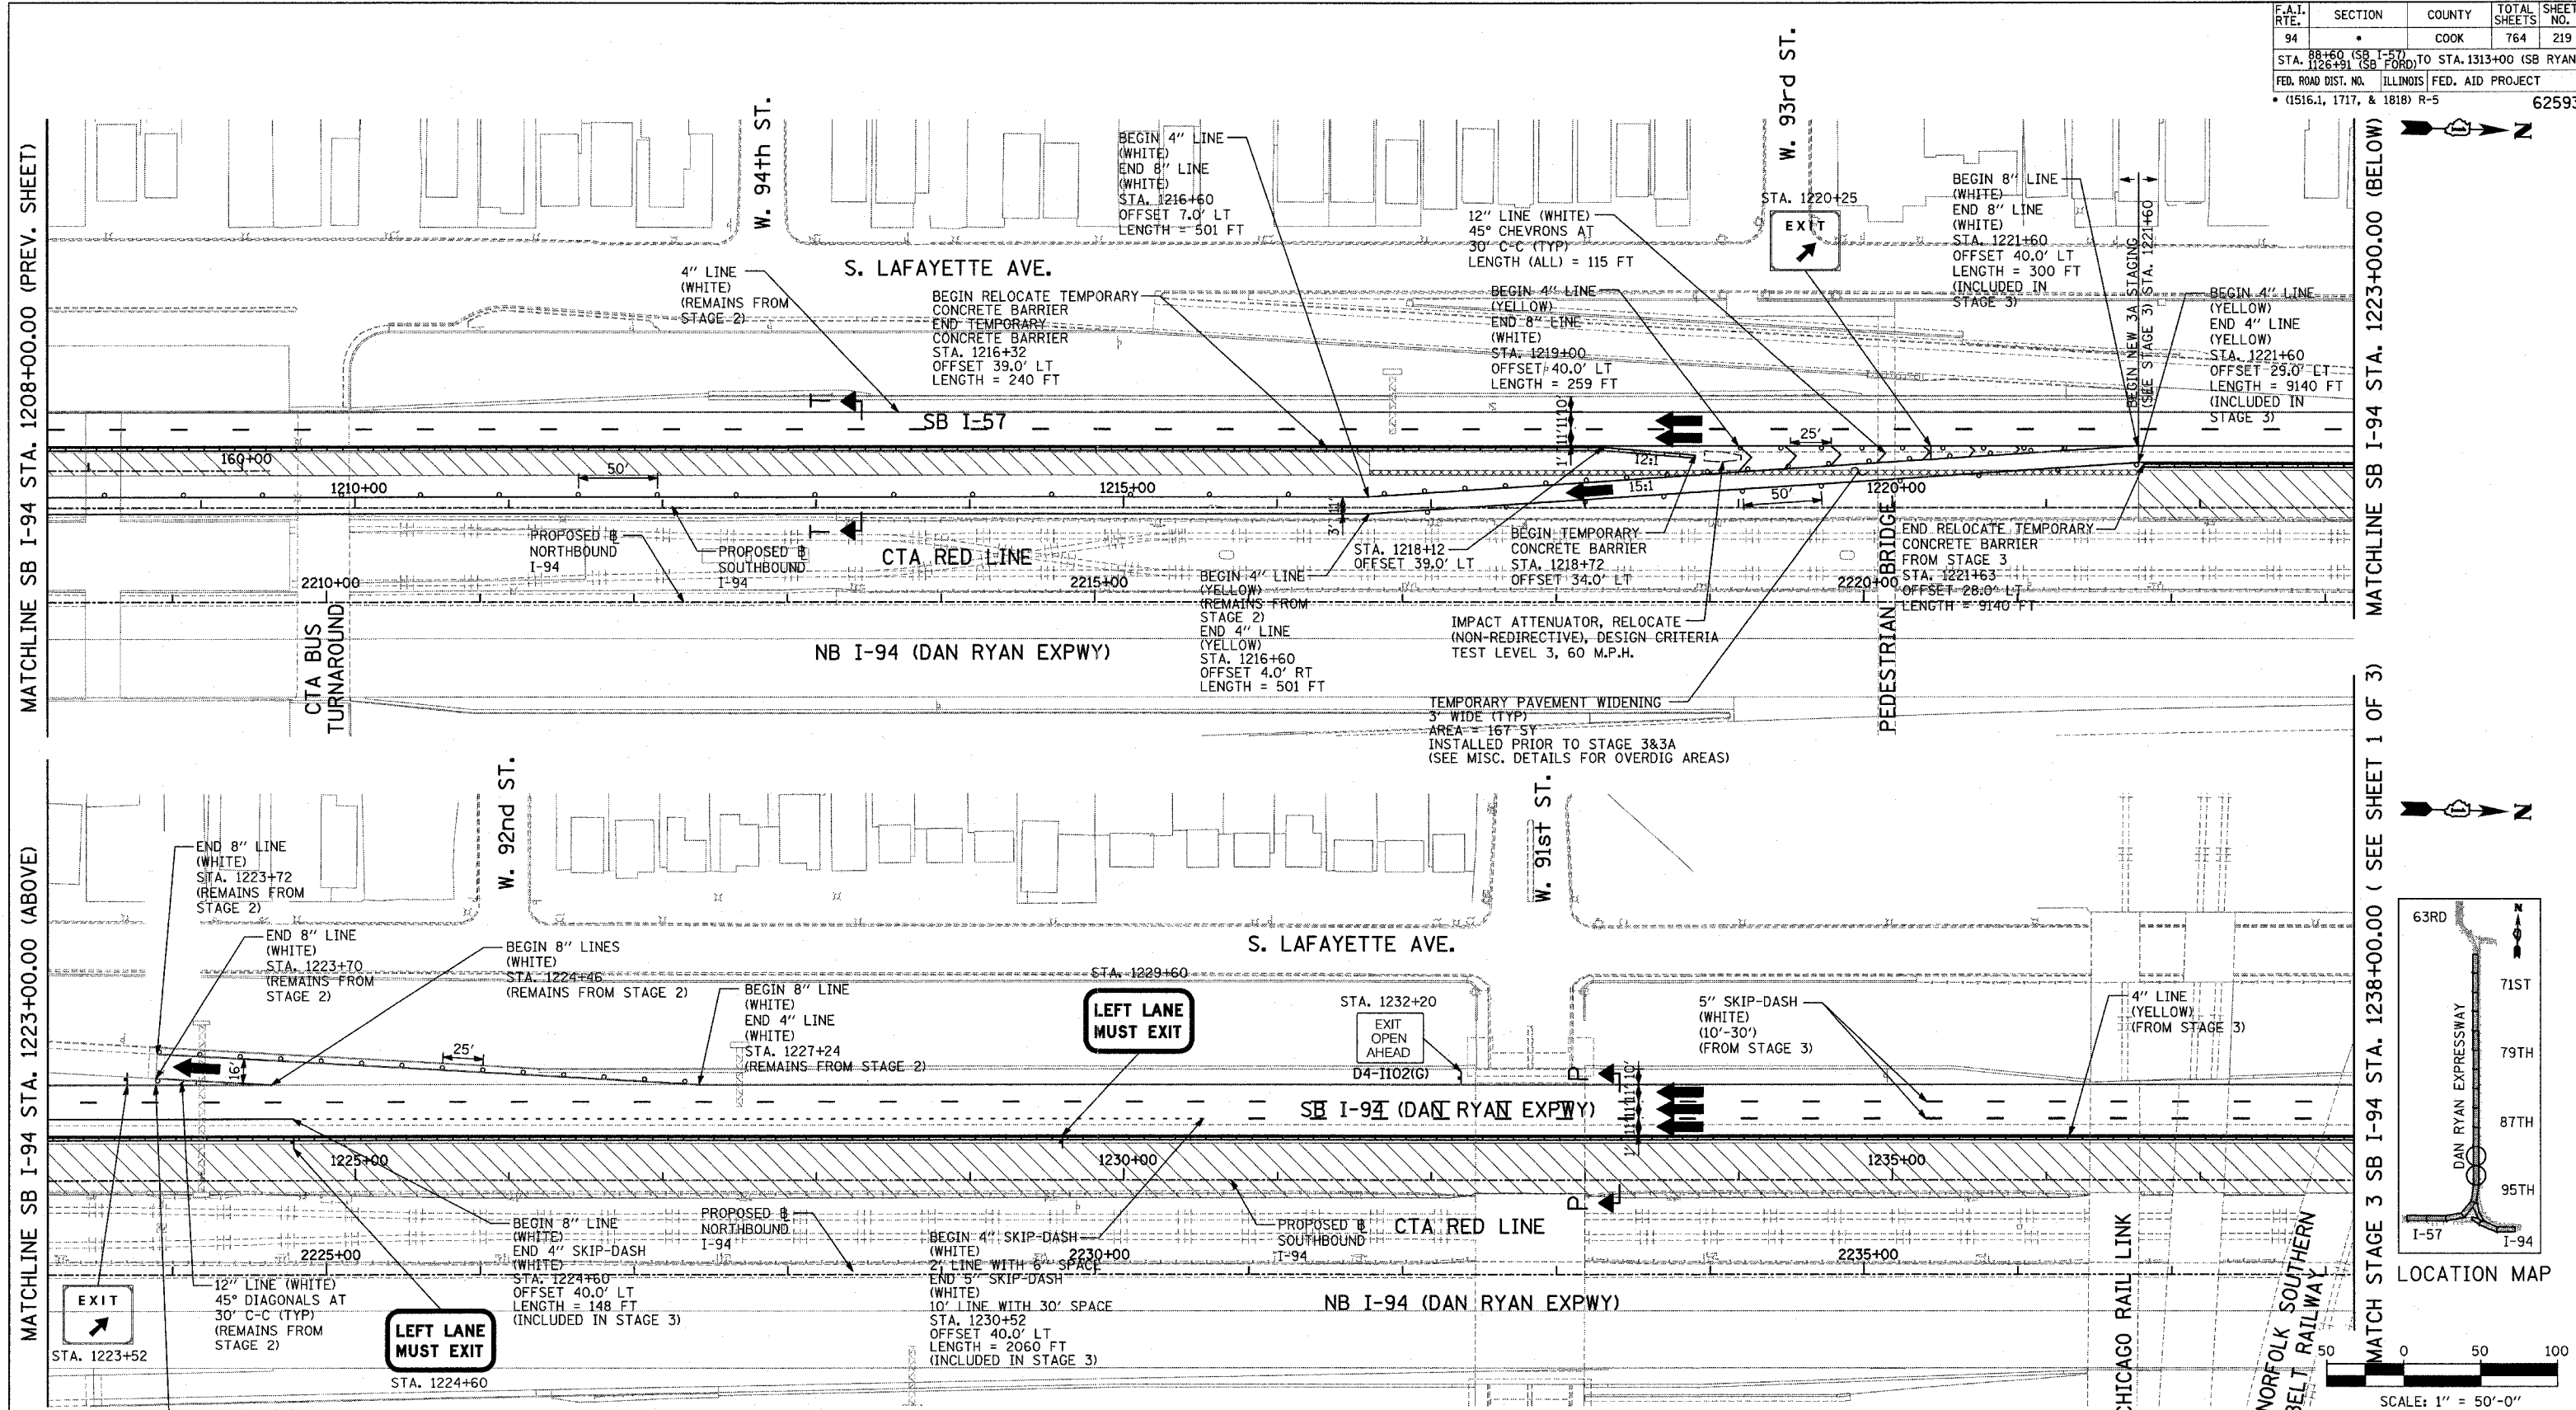 F.A.I. RTE. SECTION COUNTY TOTAL SHEETS SHEET NO.
94 * COOK 764 219
STA. 88+60 (SB I-57) 1126+91 (SB FORD) TO STA. 1313+00 (SB RYAN
FED. ROAD DIST. NO. ILLINOIS FED. AID PROJECT
* (1516.1, 1717, & 1818) R-5 62593
N
MATCHLINE SB I-94 STA. 1208+00.00 (PREV. SHEET)
W. 94th ST.
W. 93rd ST.
S. LAFAYETTE AVE.
4" LINE
(WHITE)
(REMAINS FROM
STAGE 2)
BEGIN RELOCATE TEMPORARY
CONCRETE BARRIER
END TEMPORARY
CONCRETE BARRIER
STA. 1216+32
OFFSET 39.0' LT
LENGTH = 240 FT
BEGIN 4" LINE
(WHITE)
END 8" LINE
(WHITE)
STA. 1216+60
OFFSET 7.0' LT
LENGTH = 501 FT
12" LINE (WHITE)
45° CHEVRONS AT
30' C-C (TYP)
LENGTH (ALL) = 115 FT
BEGIN 4" LINE
(YELLOW)
END 8" LINE
(WHITE)
STA. 1219+00
OFFSET 40.0' LT
LENGTH = 259 FT
STA. 1220+25
EXIT
BEGIN 8" LINE
(WHITE)
END 8" LINE
(WHITE)
STA. 1221+60
OFFSET 40.0' LT
LENGTH = 300 FT
(INCLUDED IN
STAGE 3)
BEGIN NEW 3A STAGING
(SEE STAGE 3) STA. 1221+60
BEGIN 4" LINE
(YELLOW)
END 4" LINE
(YELLOW)
STA. 1221+60
OFFSET 29.0' LT
LENGTH = 9140 FT
(INCLUDED IN
STAGE 3)
MATCHLINE SB I-94 STA. 1223+00.00 (BELOW)
T
SB I-57
1' 11' 11' 10'
25'
12:1
15:1
50'
50'
160+00
1210+00
1215+00
1220+00
T
3' 11'
PROPOSED ℄
NORTHBOUND
I-94
PROPOSED ℄
SOUTHBOUND
I-94
CTA RED LINE
2210+00
2215+00
2220+00
CTA BUS
TURNAROUND
NB I-94 (DAN RYAN EXPWY)
BEGIN 4" LINE
(YELLOW)
(REMAINS FROM
STAGE 2)
END 4" LINE
(YELLOW)
STA. 1216+60
OFFSET 4.0' RT
LENGTH = 501 FT
STA. 1218+12
OFFSET 39.0' LT
BEGIN TEMPORARY
CONCRETE BARRIER
STA. 1218+72
OFFSET 34.0' LT
IMPACT ATTENUATOR, RELOCATE
(NON-REDIRECTIVE), DESIGN CRITERIA
TEST LEVEL 3, 60 M.P.H.
TEMPORARY PAVEMENT WIDENING
3' WIDE (TYP)
AREA = 167 SY
INSTALLED PRIOR TO STAGE 3&3A
(SEE MISC. DETAILS FOR OVERDIG AREAS)
PEDESTRIAN BRIDGE
END RELOCATE TEMPORARY
CONCRETE BARRIER
FROM STAGE 3
STA. 1221+63
OFFSET 28.0' LT
LENGTH = 9140 FT
MATCHLINE SB I-94 STA. 1223+00.00 (ABOVE)
W. 92nd ST.
W. 91st ST.
S. LAFAYETTE AVE.
END 8" LINE
(WHITE)
STA. 1223+72
(REMAINS FROM
STAGE 2)
END 8" LINE
(WHITE)
STA. 1223+70
(REMAINS FROM
STAGE 2)
BEGIN 8" LINES
(WHITE)
STA. 1224+46
(REMAINS FROM STAGE 2)
BEGIN 8" LINE
(WHITE)
END 4" LINE
(WHITE)
STA. 1227+24
(REMAINS FROM STAGE 2)
STA. 1229+60
LEFT LANE
MUST EXIT
STA. 1232+20
EXIT
OPEN
AHEAD
D4-I102(G)
5" SKIP-DASH
(WHITE)
(10'-30')
(FROM STAGE 3)
4" LINE
(YELLOW)
(FROM STAGE 3)
MATCH STAGE 3 SB I-94 STA. 1238+00.00 ( SEE SHEET 1 OF 3)
25'
16'
P
SB I-94 (DAN RYAN EXPWY)
1' 11' 11' 11' 10'
1225+00
1230+00
1235+00
P
BEGIN 8" LINE
(WHITE)
END 4" SKIP-DASH
(WHITE)
STA. 1224+60
OFFSET 40.0' LT
LENGTH = 148 FT
(INCLUDED IN STAGE 3)
PROPOSED ℄
NORTHBOUND
I-94
BEGIN 4" SKIP-DASH
(WHITE)
2' LINE WITH 6' SPACE
END 5" SKIP-DASH
(WHITE)
10' LINE WITH 30' SPACE
STA. 1230+52
OFFSET 40.0' LT
LENGTH = 2060 FT
(INCLUDED IN STAGE 3)
PROPOSED ℄
SOUTHBOUND
I-94
CTA RED LINE
2225+00
2230+00
2235+00
12" LINE (WHITE)
45° DIAGONALS AT
30' C-C (TYP)
(REMAINS FROM
STAGE 2)
EXIT
STA. 1223+52
LEFT LANE
MUST EXIT
STA. 1224+60
NB I-94 (DAN RYAN EXPWY)
CHICAGO RAIL LINK
NORFOLK SOUTHERN
BELT RAILWAY
N
63RD
71ST
79TH
87TH
95TH
DAN RYAN EXPRESSWAY
I-57
I-94
LOCATION MAP
50 0 50 100
SCALE: 1" = 50'-0"